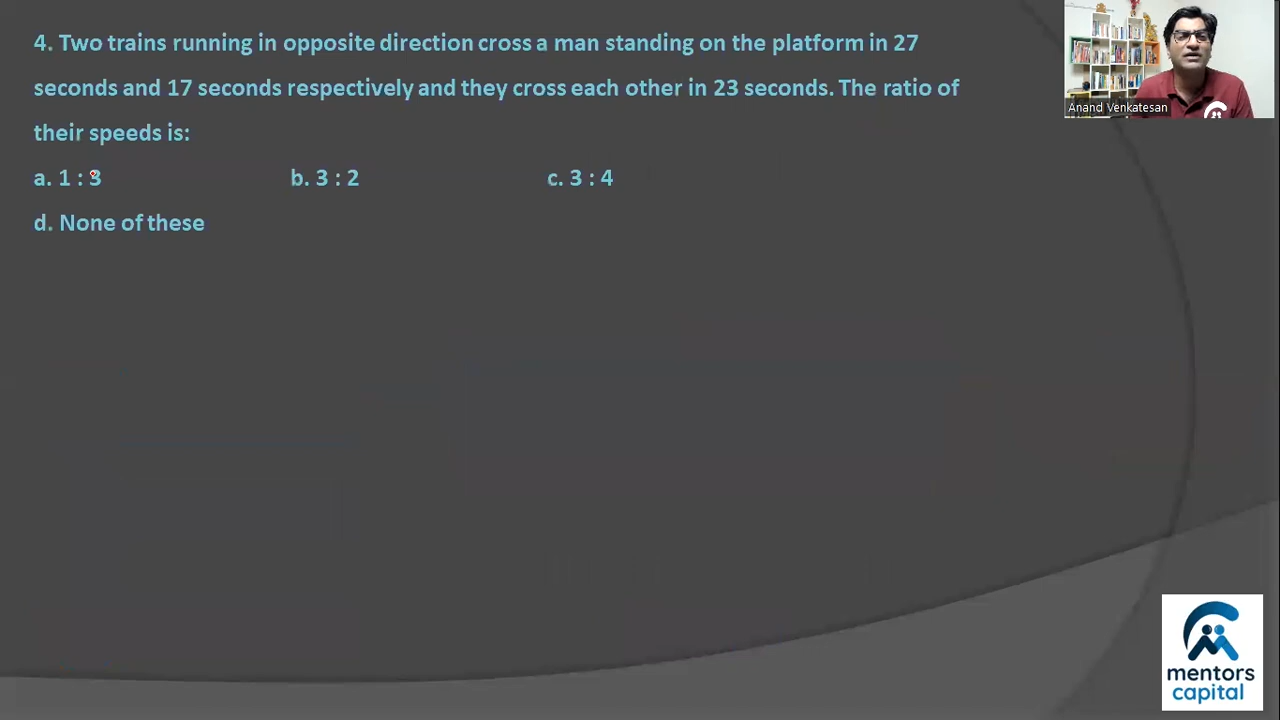 4. Two trains running in opposite direction cross a man standing on the platform in 27
seconds and 17 seconds respectively and they cross each other in 23 seconds. The ratio of
their speeds is:
a. 1 : 3 b. 3 : 2 c. 3 : 4
d. None of these
Anand Venkatesan
mentors
capital